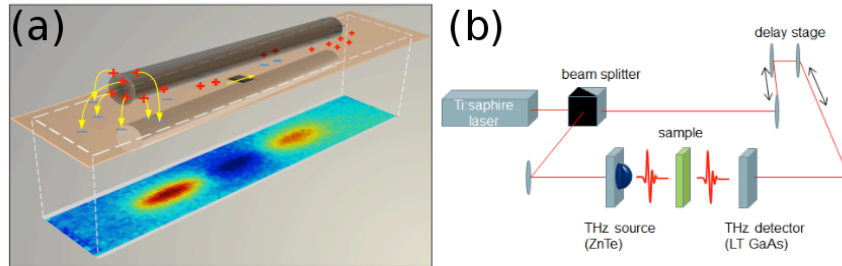 (a)
(b)
delay stage
beam splitter
Ti:saphire
laser
sample
THz source
(ZnTe)
THz detector
(LT GaAs)